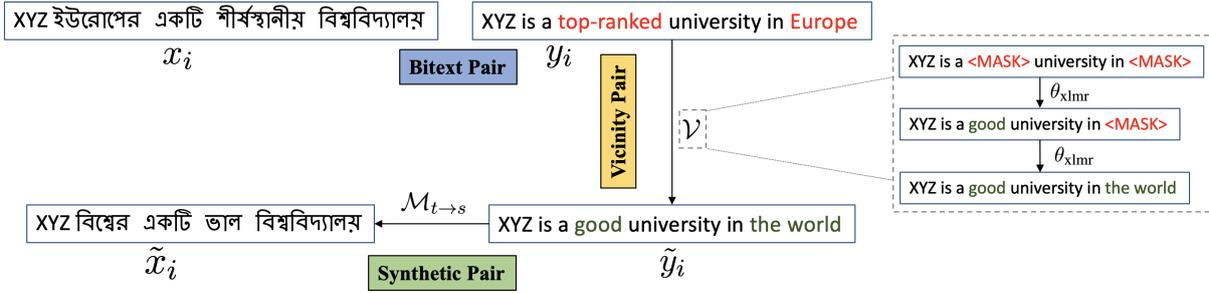 XYZ ইউরোপের একটি শীর্ষস্থানীয় বিশ্ববিদ্যালয়
XYZ is a top-ranked university in Europe
x_i
y_i
Bitext Pair
Vicinity Pair
𝒱
XYZ is a <MASK> university in <MASK>
θ_xlmr
XYZ is a good university in <MASK>
θ_xlmr
XYZ is a good university in the world
XYZ বিশ্বের একটি ভাল বিশ্ববিদ্যালয়
ℳ_{t→s}
XYZ is a good university in the world
x̃_i
Synthetic Pair
ỹ_i